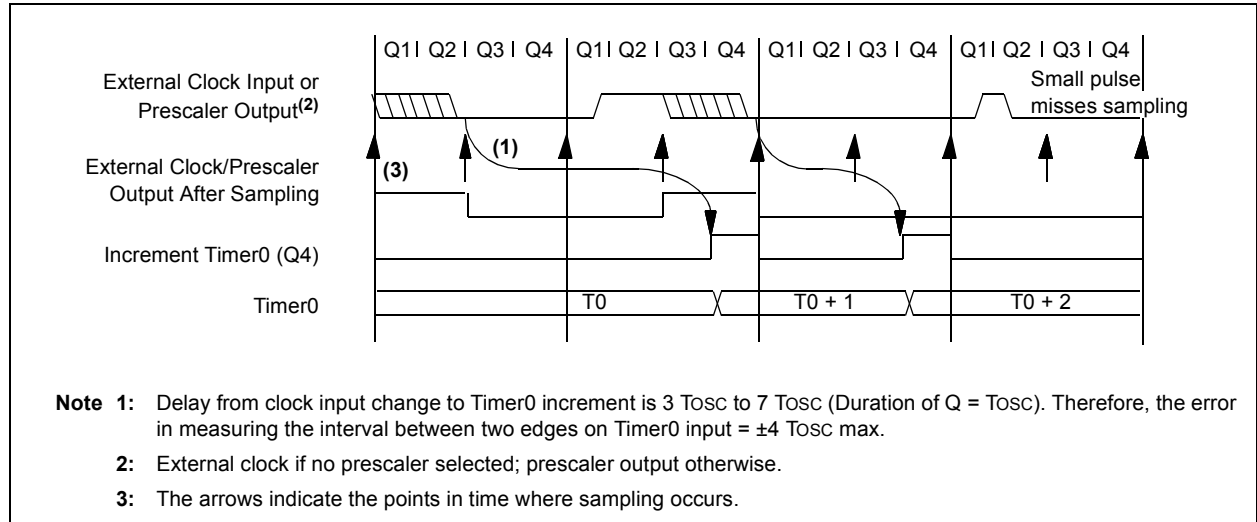 Q1 Q2 Q3 Q4 Q1 Q2 Q3 Q4 Q1 Q2 Q3 Q4 Q1 Q2 Q3 Q4
External Clock Input or
Prescaler Output(2)
Small pulse
misses sampling
(1)
External Clock/Prescaler
Output After Sampling
(3)
Increment Timer0 (Q4)
Timer0
T0 T0 + 1 T0 + 2
Note 1: Delay from clock input change to Timer0 increment is 3 TOSC to 7 TOSC (Duration of Q = TOSC). Therefore, the error
in measuring the interval between two edges on Timer0 input = ±4 TOSC max.
2: External clock if no prescaler selected; prescaler output otherwise.
3: The arrows indicate the points in time where sampling occurs.